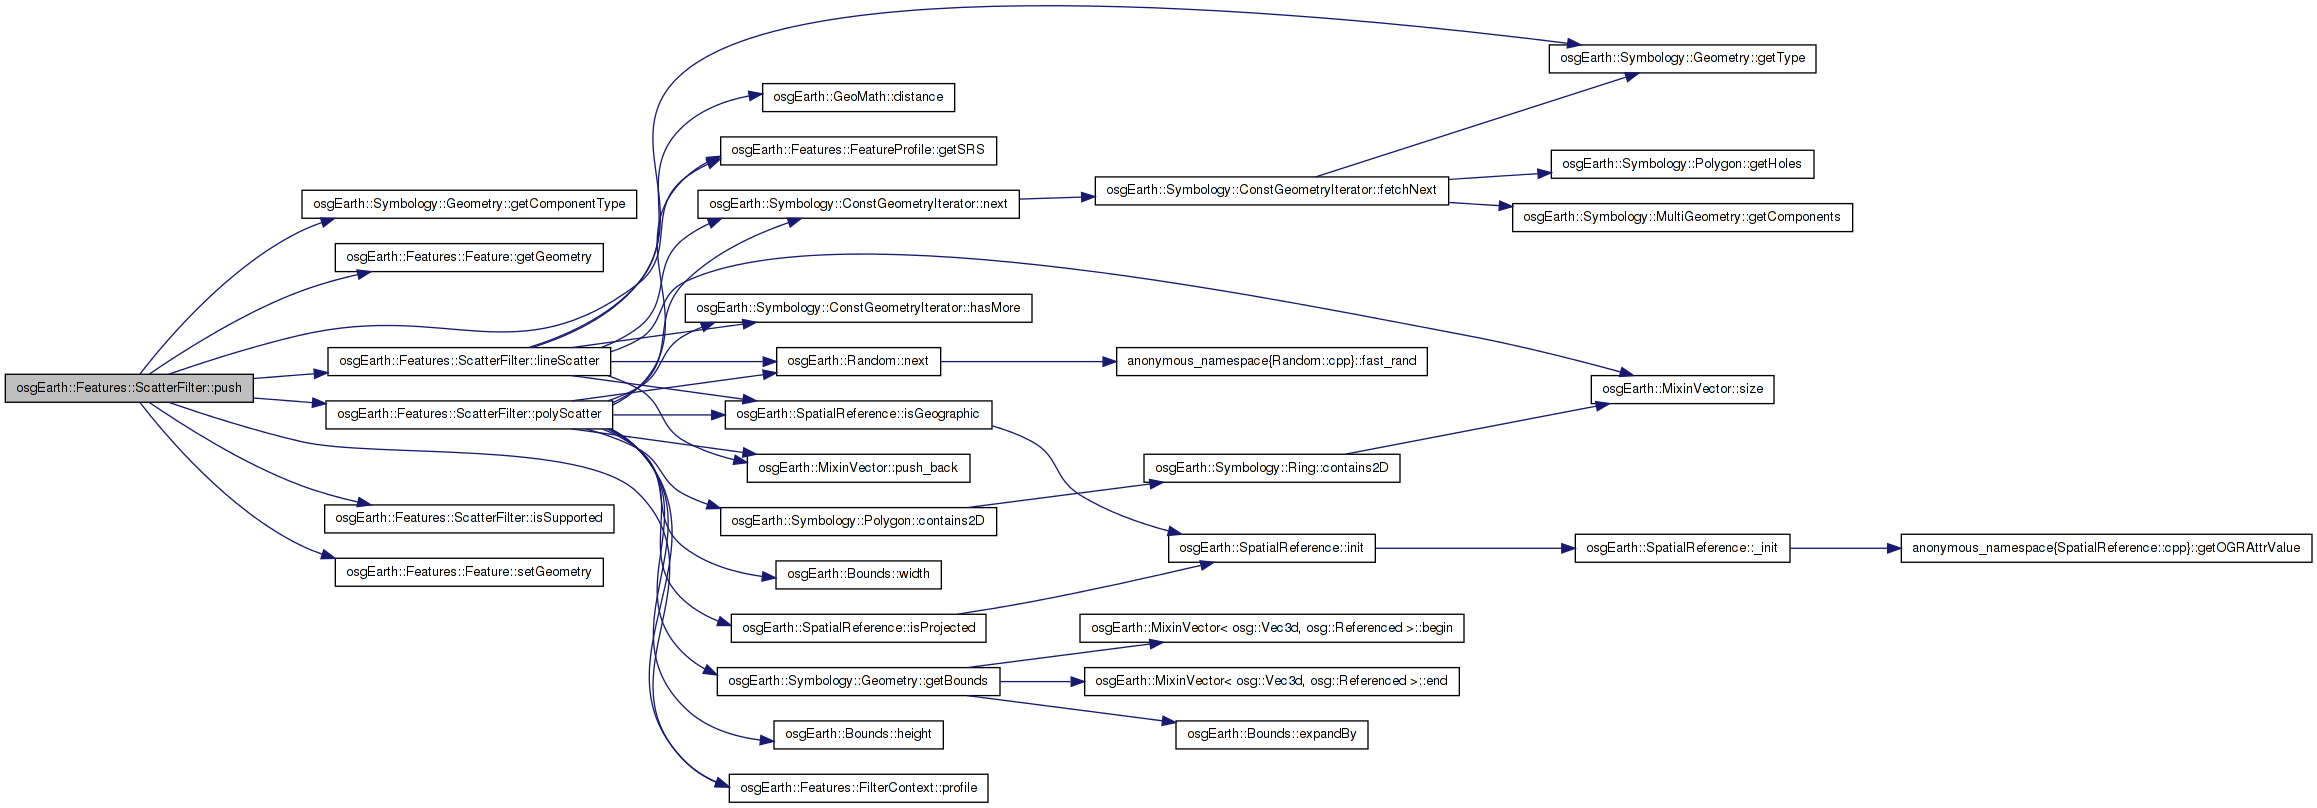 osgEarth::Features::ScatterFilter::push
osgEarth::Symbology::Geometry::getComponentType
osgEarth::Features::Feature::getGeometry
osgEarth::Features::ScatterFilter::lineScatter
osgEarth::Features::ScatterFilter::polyScatter
osgEarth::Features::ScatterFilter::isSupported
osgEarth::Features::Feature::setGeometry
osgEarth::GeoMath::distance
osgEarth::Features::FeatureProfile::getSRS
osgEarth::Symbology::ConstGeometryIterator::next
osgEarth::Symbology::ConstGeometryIterator::hasMore
osgEarth::Random::next
osgEarth::SpatialReference::isGeographic
osgEarth::MixinVector::push_back
osgEarth::Symbology::Polygon::contains2D
osgEarth::Bounds::width
osgEarth::SpatialReference::isProjected
osgEarth::Symbology::Geometry::getBounds
osgEarth::Bounds::height
osgEarth::Features::FilterContext::profile
osgEarth::Symbology::ConstGeometryIterator::fetchNext
anonymous_namespace{Random::cpp}::fast_rand
osgEarth::Symbology::Ring::contains2D
osgEarth::SpatialReference::init
osgEarth::MixinVector< osg::Vec3d, osg::Referenced >::begin
osgEarth::MixinVector< osg::Vec3d, osg::Referenced >::end
osgEarth::Bounds::expandBy
osgEarth::Symbology::Geometry::getType
osgEarth::Symbology::Polygon::getHoles
osgEarth::Symbology::MultiGeometry::getComponents
osgEarth::MixinVector::size
osgEarth::SpatialReference::_init
anonymous_namespace{SpatialReference::cpp}::getOGRAttrValue